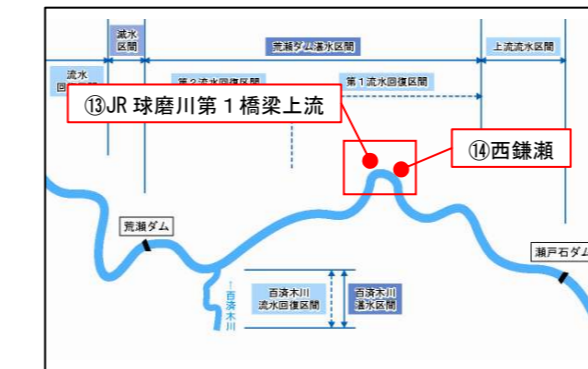 減水
区間
荒瀬ダム湛水区間
上流流水区間
流水
第2流水回復区間
第1流水回復区間
⑬JR 球磨川第1橋梁上流
⑭西鎌瀬
荒瀬ダム
瀬戸石ダム
百済木川
流水回復区間
百済木川
湛水区間
↑百済木川